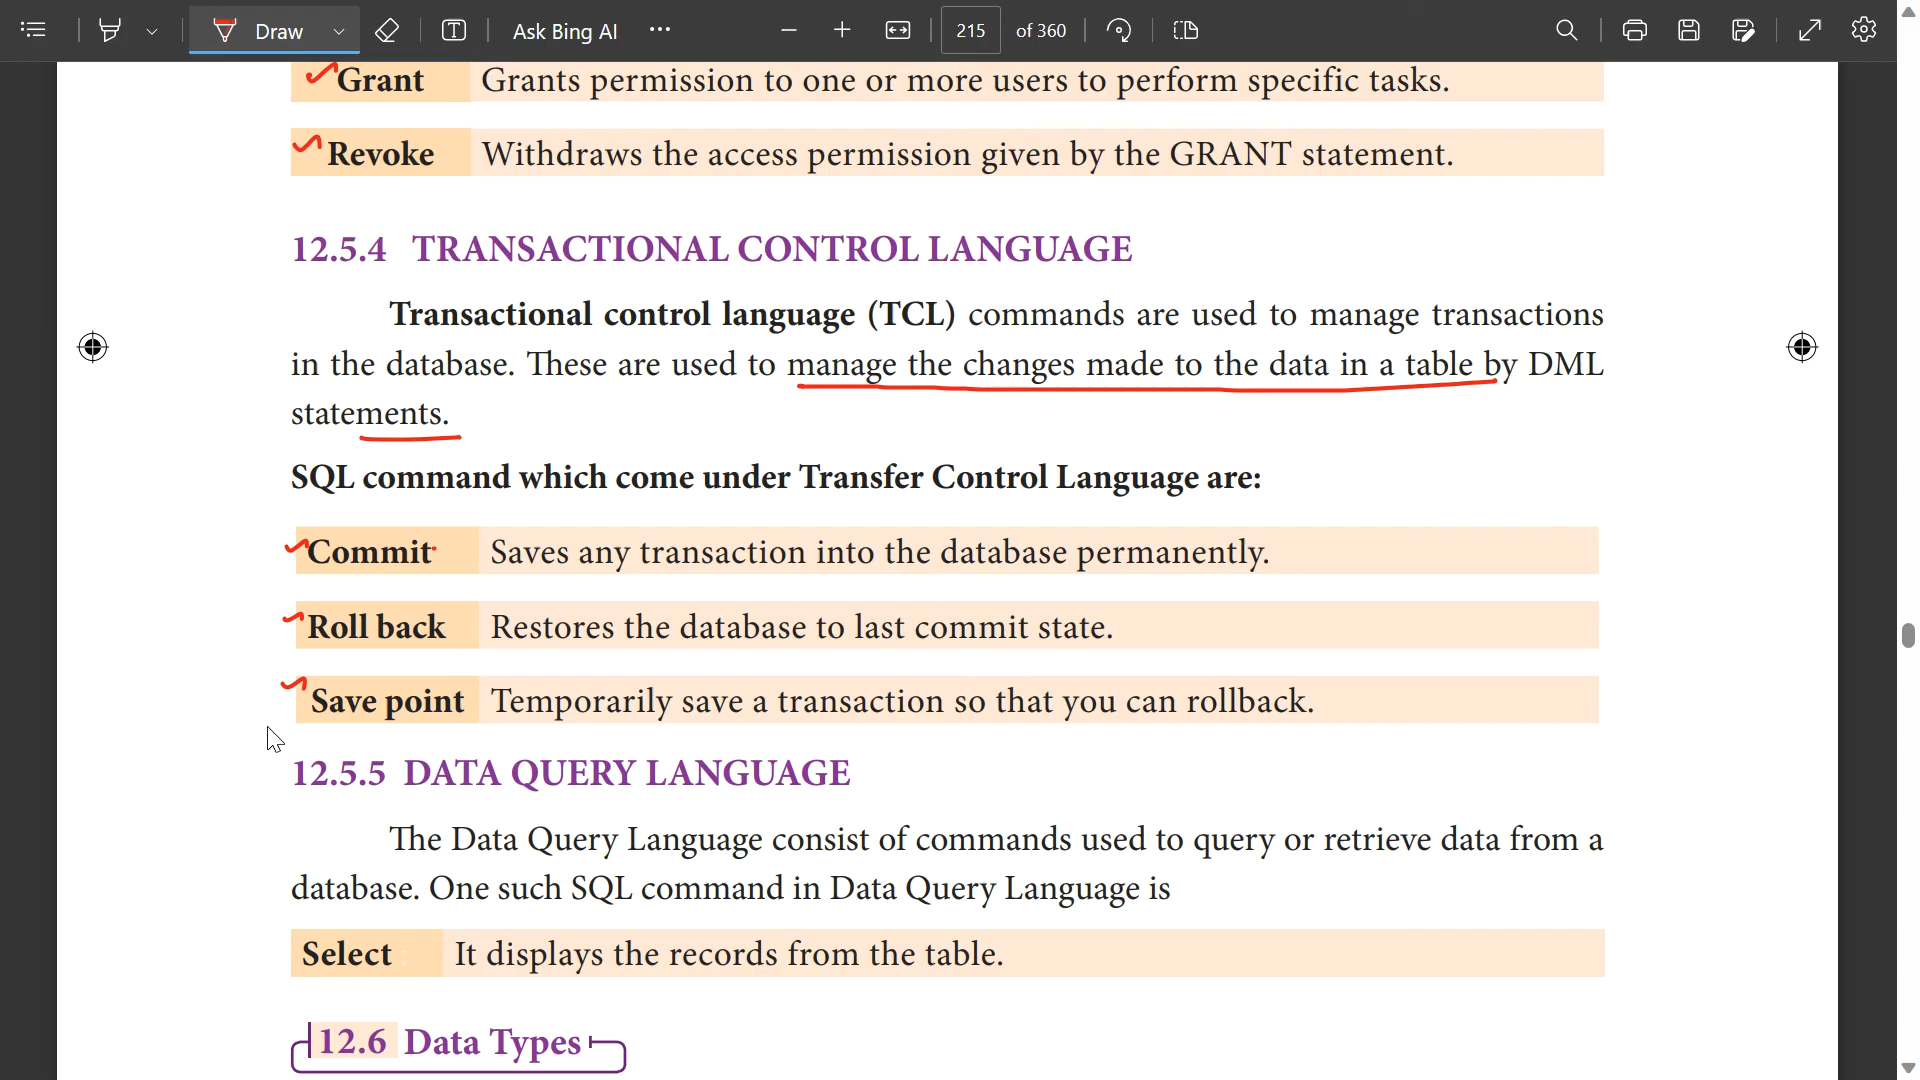 Draw
Ask Bing AI
215 of 360
Grant Grants permission to one or more users to perform specific tasks.
Revoke Withdraws the access permission given by the GRANT statement.
12.5.4 TRANSACTIONAL CONTROL LANGUAGE
Transactional control language (TCL) commands are used to manage transactions
in the database. These are used to manage the changes made to the data in a table by DML
statements.
SQL command which come under Transfer Control Language are:
Commit Saves any transaction into the database permanently.
Roll back Restores the database to last commit state.
Save point Temporarily save a transaction so that you can rollback.
12.5.5 DATA QUERY LANGUAGE
The Data Query Language consist of commands used to query or retrieve data from a
database. One such SQL command in Data Query Language is
Select It displays the records from the table.
12.6 Data Types